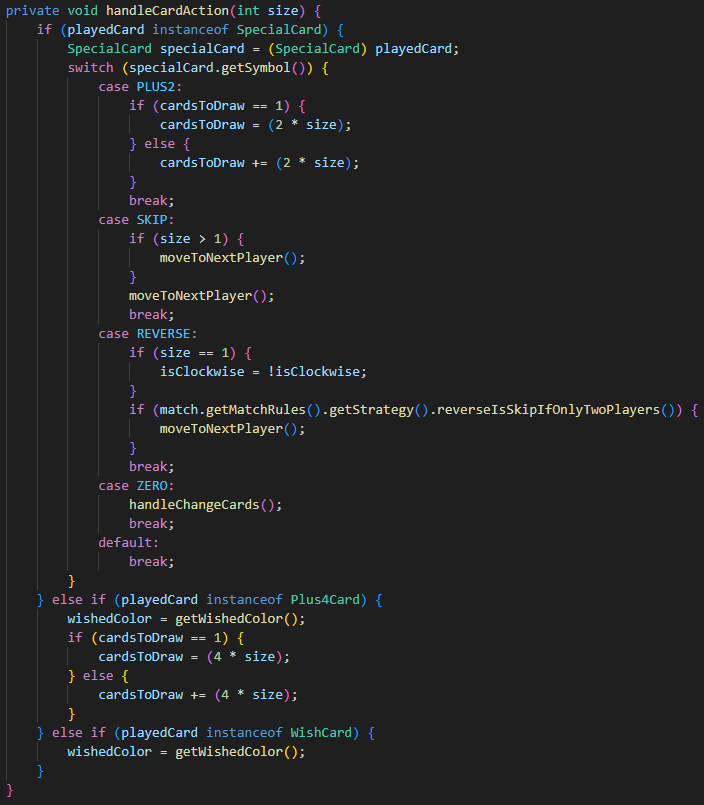 private void handleCardAction(int size) {
    if (playedCard instanceof SpecialCard) {
        SpecialCard specialCard = (SpecialCard) playedCard;
        switch (specialCard.getSymbol()) {
            case PLUS2:
                if (cardsToDraw == 1) {
                    cardsToDraw = (2 * size);
                } else {
                    cardsToDraw += (2 * size);
                }
                break;
            case SKIP:
                if (size > 1) {
                    moveToNextPlayer();
                }
                moveToNextPlayer();
                break;
            case REVERSE:
                if (size == 1) {
                    isClockwise = !isClockwise;
                }
                if (match.getMatchRules().getStrategy().reverseIsSkipIfOnlyTwoPlayers()) {
                    moveToNextPlayer();
                }
                break;
            case ZERO:
                handleChangeCards();
                break;
            default:
                break;
        }
    } else if (playedCard instanceof Plus4Card) {
        wishedColor = getWishedColor();
        if (cardsToDraw == 1) {
            cardsToDraw = (4 * size);
        } else {
            cardsToDraw += (4 * size);
        }
    } else if (playedCard instanceof WishCard) {
        wishedColor = getWishedColor();
    }
}